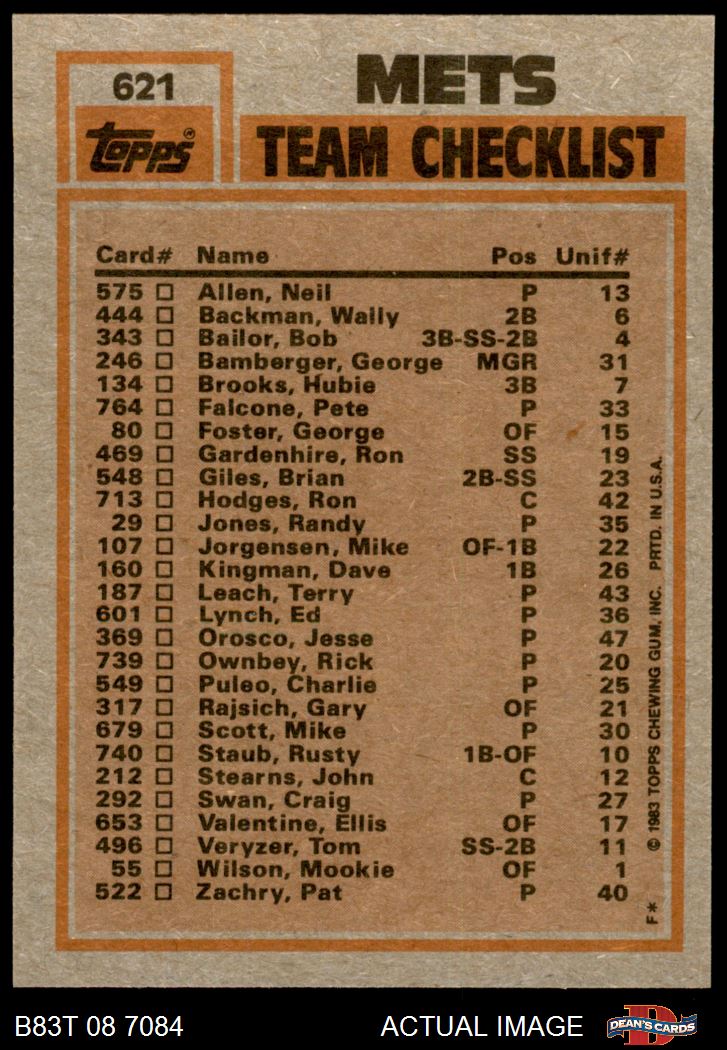 621
METS
Topps®
TEAM CHECKLIST
Card# Name Pos Unif#
575 Allen, Neil P 13
444 Backman, Wally 2B 6
343 Bailor, Bob 3B-SS-2B 4
246 Bamberger, George MGR 31
134 Brooks, Hubie 3B 7
764 Falcone, Pete P 33
80 Foster, George OF 15
469 Gardenhire, Ron SS 19
548 Giles, Brian 2B-SS 23
713 Hodges, Ron C 42
29 Jones, Randy P 35
107 Jorgensen, Mike OF-1B 22
160 Kingman, Dave 1B 26
187 Leach, Terry P 43
601 Lynch, Ed P 36
369 Orosco, Jesse P 47
739 Ownbey, Rick P 20
549 Puleo, Charlie P 25
317 Rajsich, Gary OF 21
679 Scott, Mike P 30
740 Staub, Rusty 1B-OF 10
212 Stearns, John C 12
292 Swan, Craig P 27
653 Valentine, Ellis OF 17
496 Veryzer, Tom SS-2B 11
55 Wilson, Mookie OF 1
522 Zachry, Pat P 40
F* © 1983 TOPPS CHEWING GUM, INC. PRTD. IN U.S.A.
B83T 08 7084 ACTUAL IMAGE
D
DEAN'S CARDS